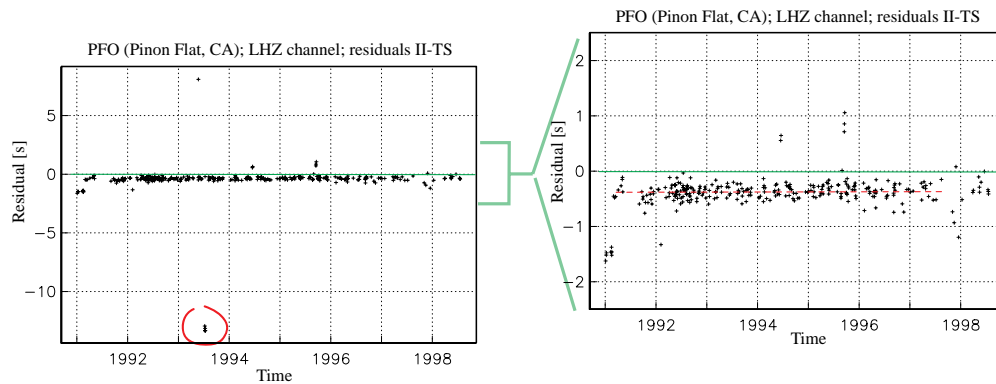 PFO (Pinon Flat, CA); LHZ channel; residuals II-TS
Residual [s]
5
0
−5
−10
1992
1994
1996
1998
Time
PFO (Pinon Flat, CA); LHZ channel; residuals II-TS
Residual [s]
2
1
0
−1
−2
1992
1994
1996
1998
Time